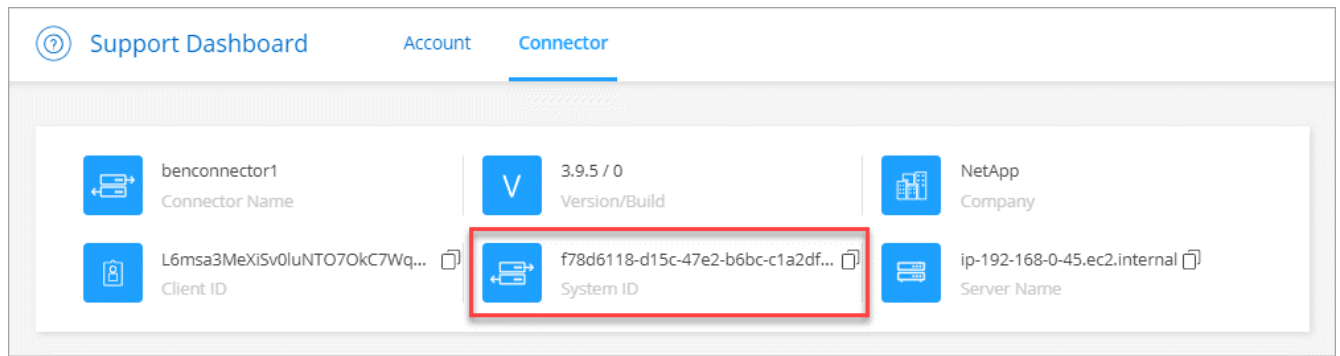 Support Dashboard Account Connector
benconnector1 3.9.5 / 0 NetApp
Connector Name Version/Build Company
L6msa3MeXiSv0luNTO7OkC7Wq... f78d6118-d15c-47e2-b6bc-c1a2df... ip-192-168-0-45.ec2.internal
Client ID System ID Server Name